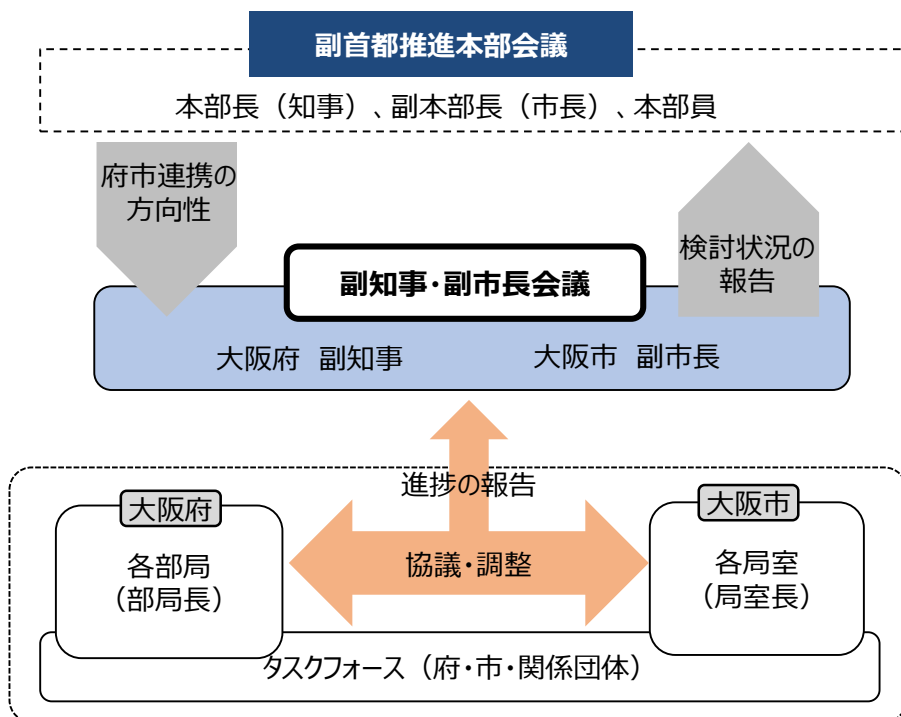 副首都推進本部会議
本部長（知事）、副本部長（市長）、本部員
府市連携の
方向性
検討状況の
報告
副知事・副市長会議
大阪府　副知事
大阪市　副市長
進捗の報告
大阪府
大阪市
各部局
（部局長）
協議・調整
各局室
（局室長）
タスクフォース（府・市・関係団体）